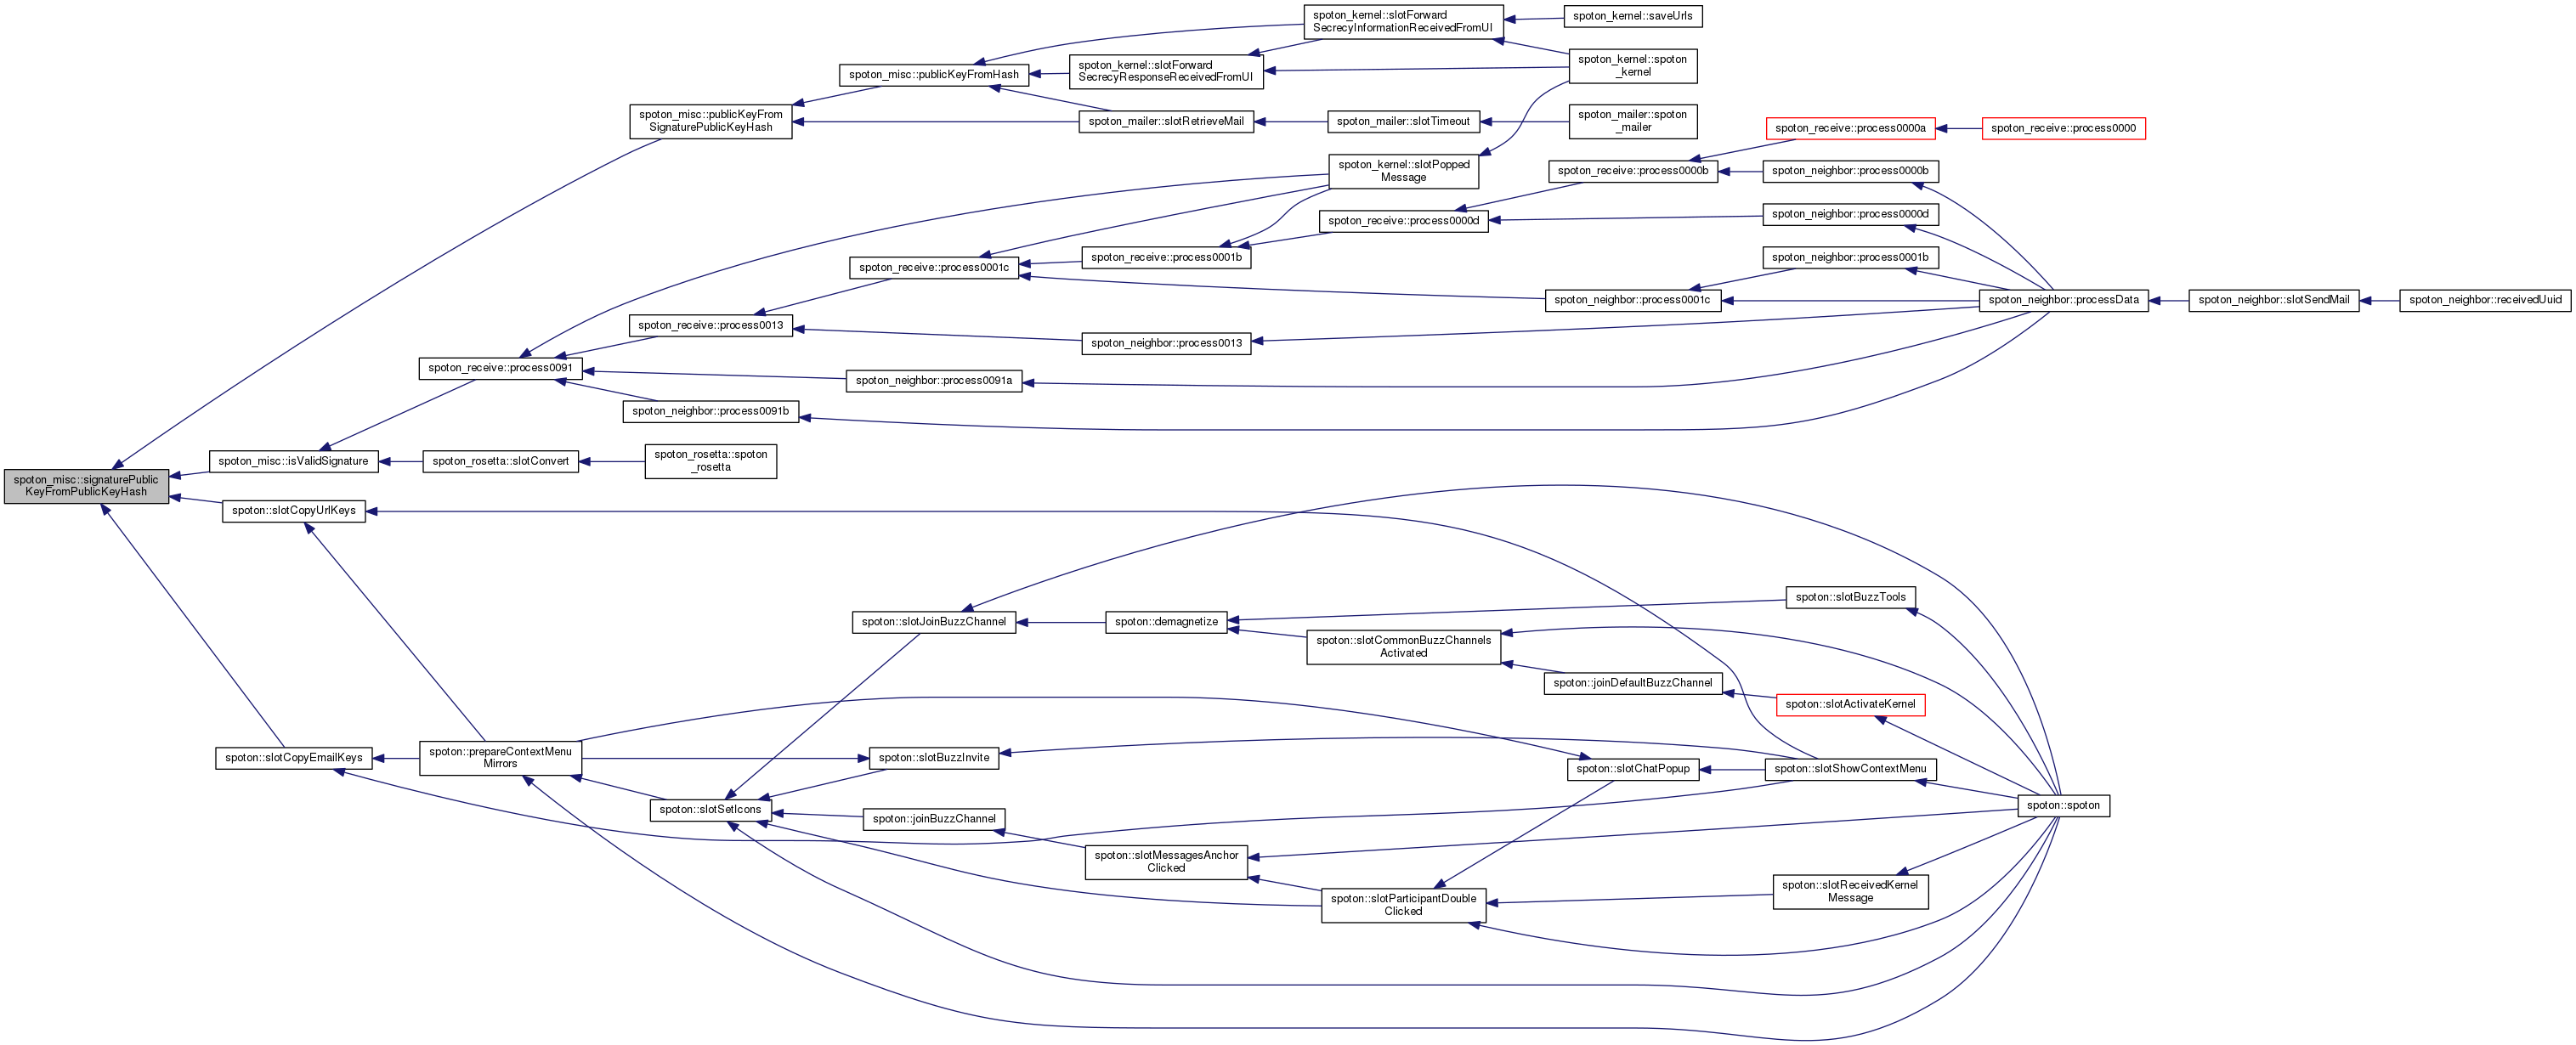 spoton_kernel::slotForward
SecrecyInformationReceivedFromUI
spoton_kernel::saveUrls
spoton_kernel::slotForward
SecrecyResponseReceivedFromUI
spoton_kernel::spoton
_kernel
spoton_misc::publicKeyFromHash
spoton_misc::publicKeyFrom
SignaturePublicKeyHash
spoton_mailer::slotRetrieveMail
spoton_mailer::slotTimeout
spoton_mailer::spoton
_mailer
spoton_receive::process0000a
spoton_receive::process0000
spoton_kernel::slotPopped
Message
spoton_receive::process0000b
spoton_neighbor::process0000b
spoton_receive::process0000d
spoton_neighbor::process0000d
spoton_receive::process0001c
spoton_receive::process0001b
spoton_neighbor::process0001b
spoton_neighbor::process0001c
spoton_neighbor::processData
spoton_neighbor::slotSendMail
spoton_neighbor::receivedUuid
spoton_receive::process0013
spoton_neighbor::process0013
spoton_receive::process0091
spoton_neighbor::process0091a
spoton_neighbor::process0091b
spoton_misc::isValidSignature
spoton_rosetta::slotConvert
spoton_rosetta::spoton
_rosetta
spoton_misc::signaturePublic
KeyFromPublicKeyHash
spoton::slotCopyUrlKeys
spoton::slotJoinBuzzChannel
spoton::demagnetize
spoton::slotBuzzTools
spoton::slotCommonBuzzChannels
Activated
spoton::joinDefaultBuzzChannel
spoton::slotActivateKernel
spoton::slotCopyEmailKeys
spoton::prepareContextMenu
Mirrors
spoton::slotBuzzInvite
spoton::slotChatPopup
spoton::slotShowContextMenu
spoton::slotSetIcons
spoton::joinBuzzChannel
spoton::spoton
spoton::slotMessagesAnchor
Clicked
spoton::slotParticipantDouble
Clicked
spoton::slotReceivedKernel
Message